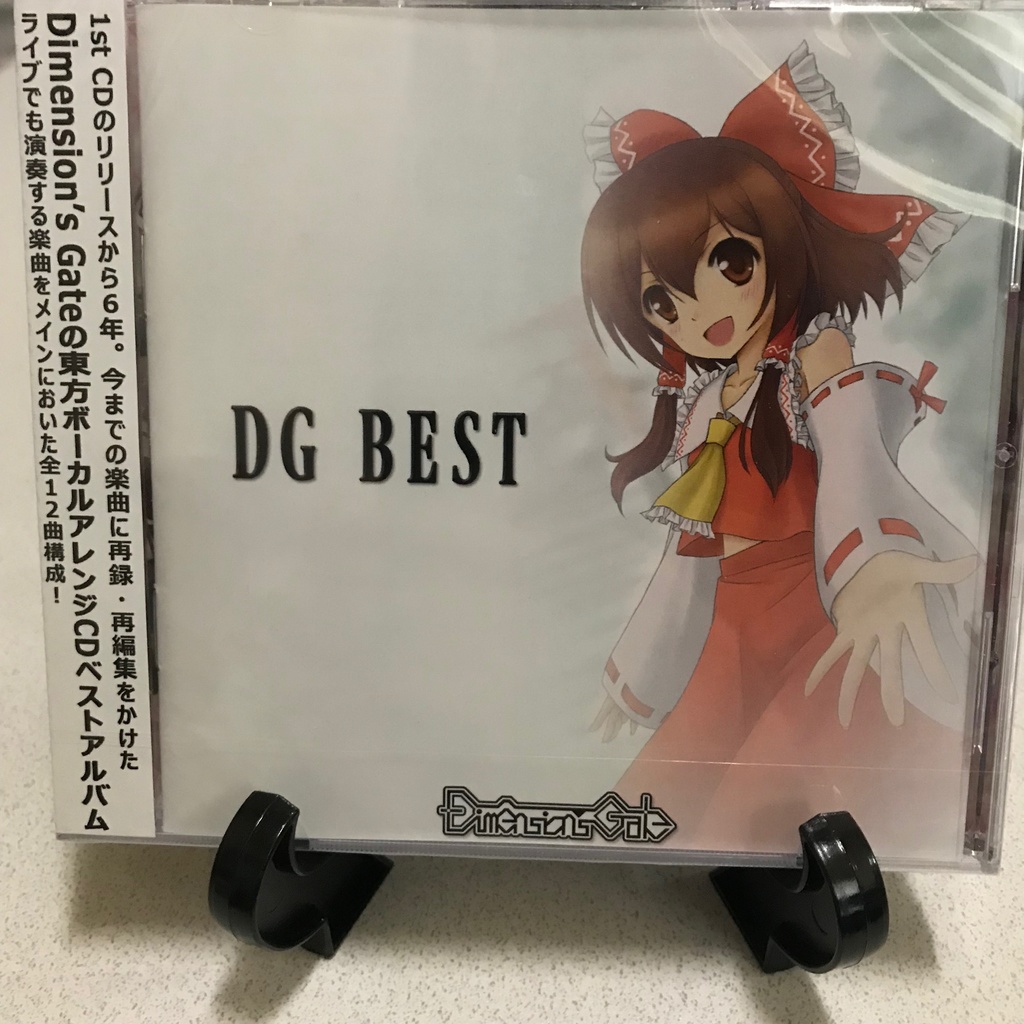 1st CDのリリースから6年。今までの楽曲に再録・再編集をかけた
Dimension's Gateの東方ボーカルアレンジCDベストアルバム
ライブでも演奏する楽曲をメインにおいた全12曲構成!
DG BEST
Dimension's Gate